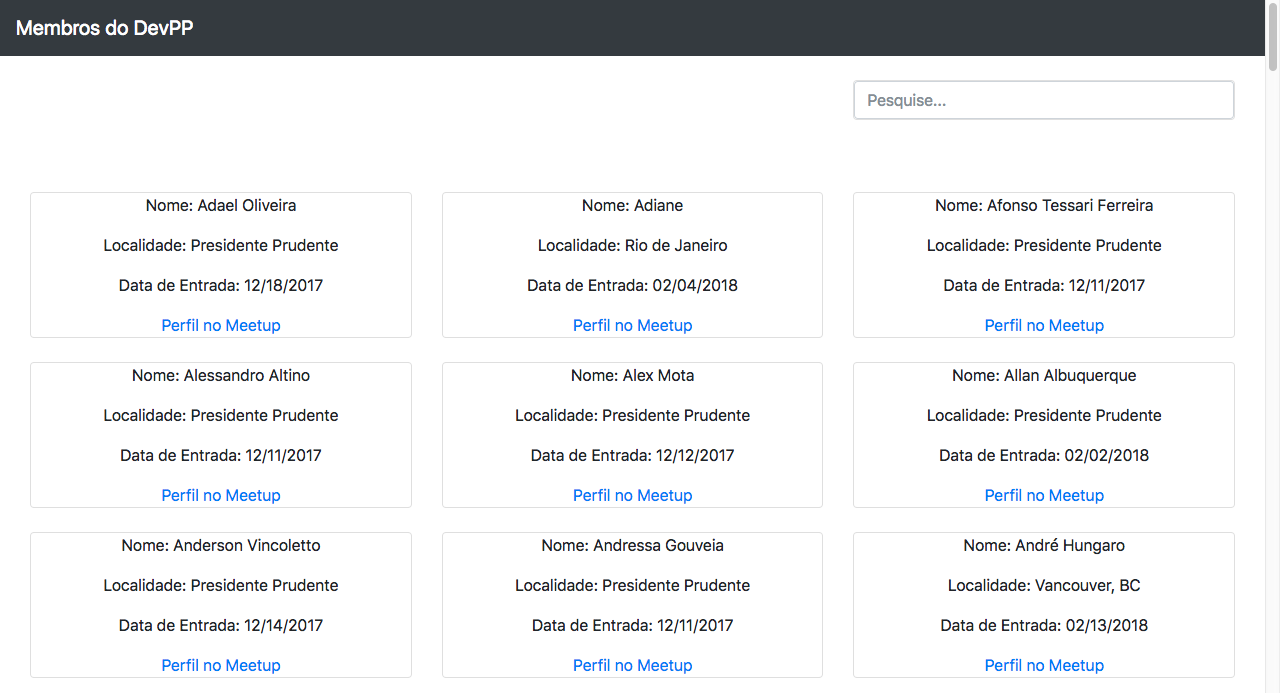 Membros do DevPP
Pesquise...
Nome: Adael Oliveira
Localidade: Presidente Prudente
Data de Entrada: 12/18/2017
Perfil no Meetup
Nome: Adiane
Localidade: Rio de Janeiro
Data de Entrada: 02/04/2018
Perfil no Meetup
Nome: Afonso Tessari Ferreira
Localidade: Presidente Prudente
Data de Entrada: 12/11/2017
Perfil no Meetup
Nome: Alessandro Altino
Localidade: Presidente Prudente
Data de Entrada: 12/11/2017
Perfil no Meetup
Nome: Alex Mota
Localidade: Presidente Prudente
Data de Entrada: 12/12/2017
Perfil no Meetup
Nome: Allan Albuquerque
Localidade: Presidente Prudente
Data de Entrada: 02/02/2018
Perfil no Meetup
Nome: Anderson Vincoletto
Localidade: Presidente Prudente
Data de Entrada: 12/14/2017
Perfil no Meetup
Nome: Andressa Gouveia
Localidade: Presidente Prudente
Data de Entrada: 12/11/2017
Perfil no Meetup
Nome: André Hungaro
Localidade: Vancouver, BC
Data de Entrada: 02/13/2018
Perfil no Meetup